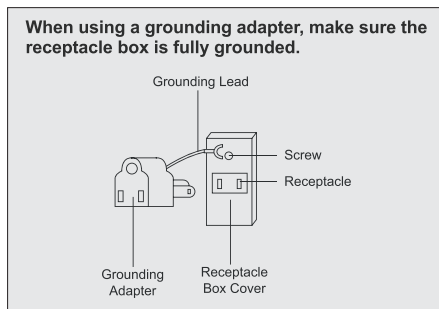 When using a grounding adapter, make sure the
receptacle box is fully grounded.
Grounding Lead
Screw
Receptacle
Grounding
Adapter
Receptacle
Box Cover